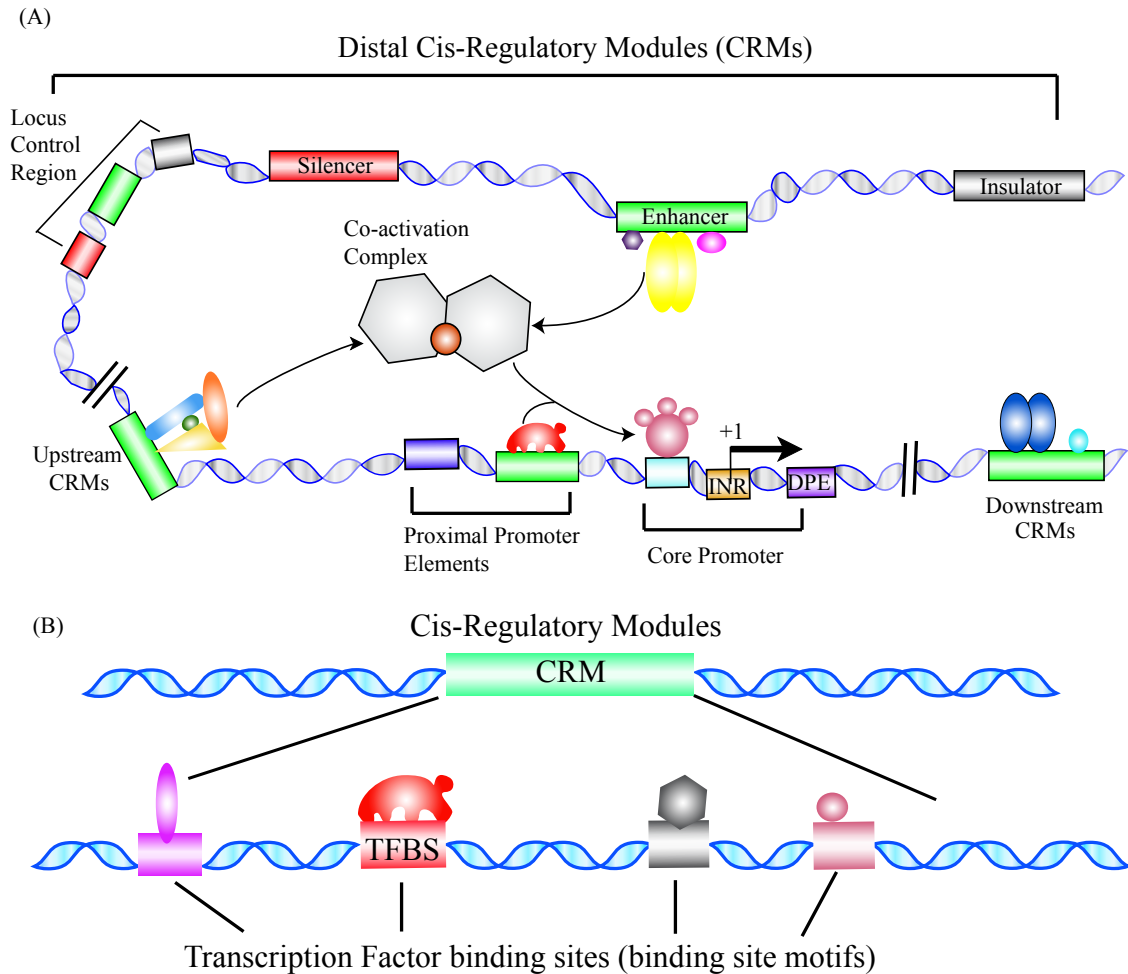 (A)
Distal Cis-Regulatory Modules (CRMs)
Locus
Control
Region
Silencer
Enhancer
Insulator
Co-activation
Complex
Upstream
CRMs
+1
INR
DPE
Proximal Promoter
Elements
Core Promoter
Downstream
CRMs
(B)
Cis-Regulatory Modules
CRM
TFBS
Transcription Factor binding sites (binding site motifs)